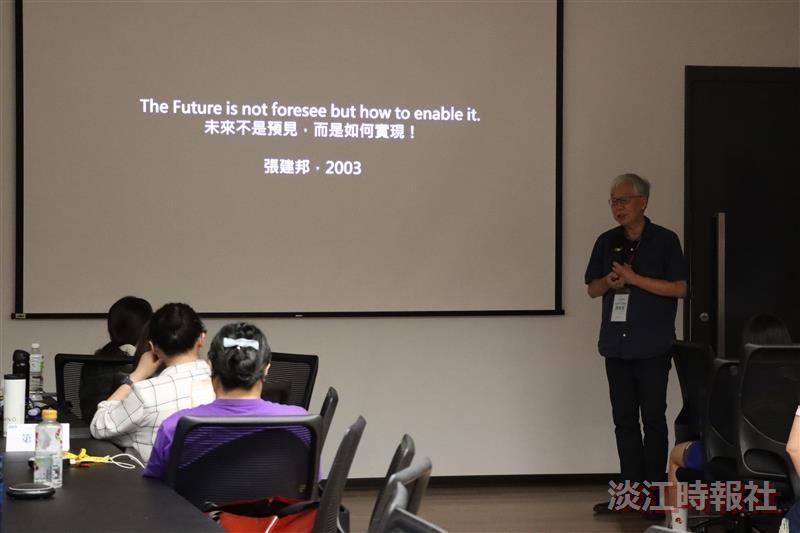 The Future is not foresee but how to enable it.
未來不是預見，而是如何實現！
張建邦，2003
第
淡江時報社